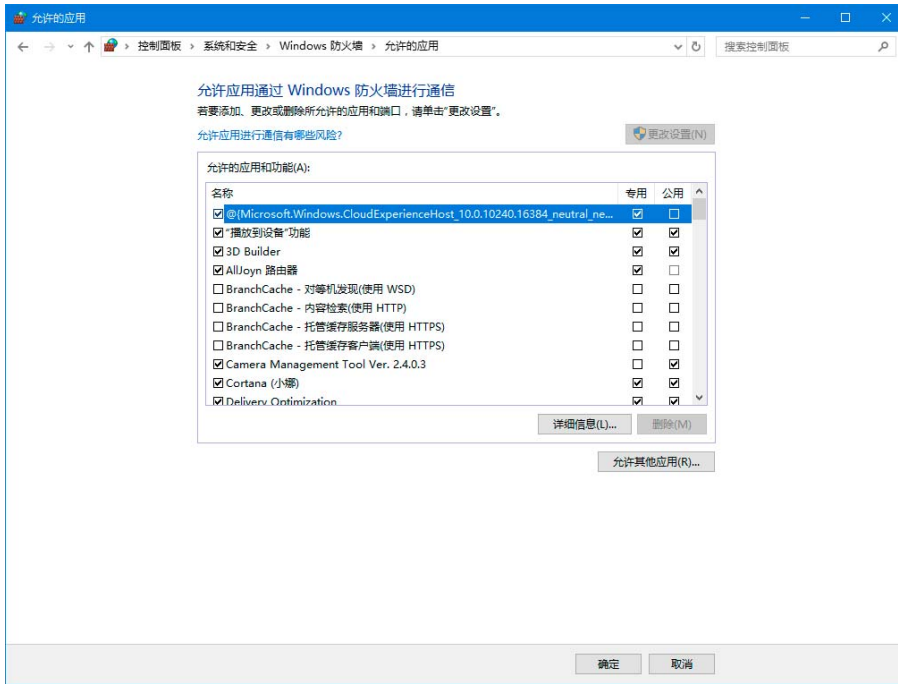 允许的应用
控制面板 › 系统和安全 › Windows 防火墙 › 允许的应用
搜索控制面板
允许应用通过 Windows 防火墙进行通信
若要添加、更改或删除所允许的应用和端口，请单击"更改设置"。
允许应用进行通信有哪些风险?
更改设置(N)
允许的应用和功能(A):
名称 专用 公用
@{Microsoft.Windows.CloudExperienceHost_10.0.10240.16384_neutral_ne...
"播放到设备"功能
3D Builder
AllJoyn 路由器
BranchCache - 对等机发现(使用 WSD)
BranchCache - 内容检索(使用 HTTP)
BranchCache - 托管缓存服务器(使用 HTTPS)
BranchCache - 托管缓存客户端(使用 HTTPS)
Camera Management Tool Ver. 2.4.0.3
Cortana (小娜)
Delivery Optimization
详细信息(L)... 删除(M)
允许其他应用(R)...
确定 取消